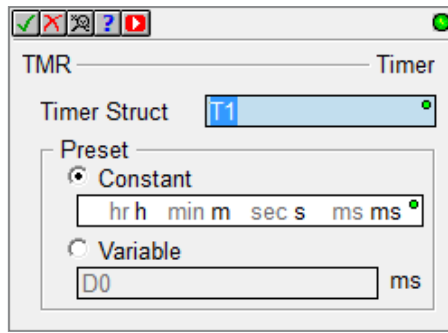 ?
TMR Timer
Timer Struct T1
Preset
Constant
hr h min m sec s ms ms
Variable
D0 ms